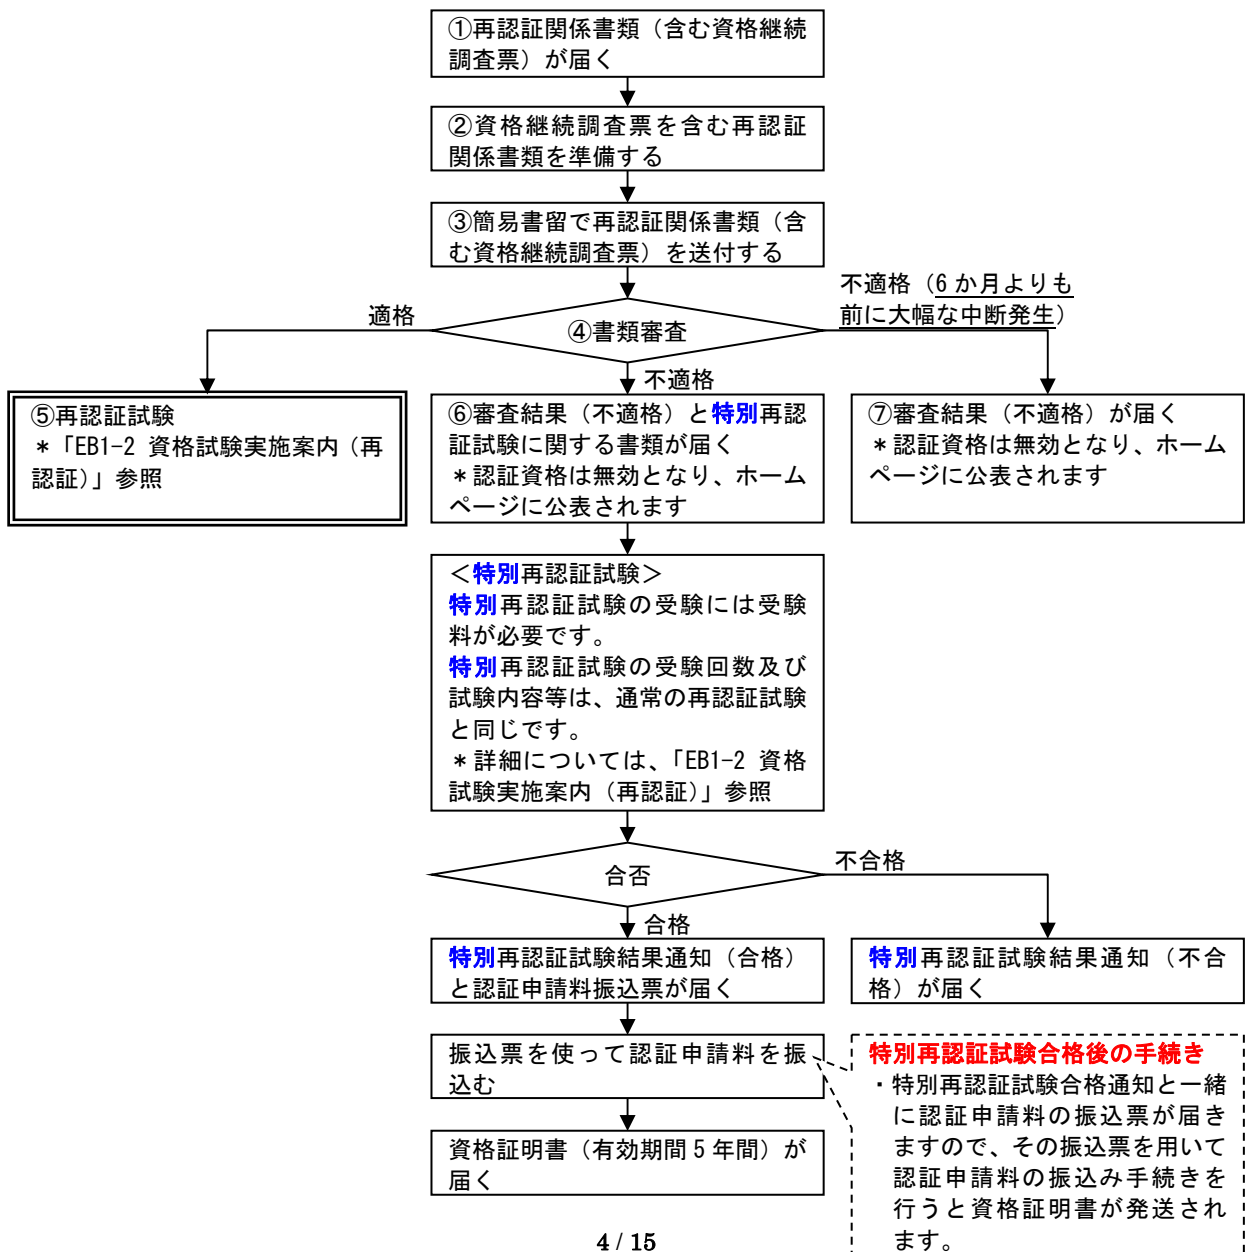 ①再認証関係書類（含む資格継続
調査票）が届く
②資格継続調査票を含む再認証
関係書類を準備する
③簡易書留で再認証関係書類（含
む資格継続調査票）を送付する
不適格（6 か月よりも
前に大幅な中断発生）
適格
④書類審査
不適格
⑤再認証試験
＊「EB1-2 資格試験実施案内（再
認証）」参照
⑥審査結果（不適格）と特別再認
証試験に関する書類が届く
＊認証資格は無効となり、ホーム
ページに公表されます
⑦審査結果（不適格）が届く
＊認証資格は無効となり、ホーム
ページに公表されます
＜特別再認証試験＞
特別再認証試験の受験には受験
料が必要です。
特別再認証試験の受験回数及び
試験内容等は、通常の再認証試験
と同じです。
＊詳細については、「EB1-2 資格
試験実施案内（再認証）」参照
合否
不合格
合格
特別再認証試験結果通知（合格）
と認証申請料振込票が届く
特別再認証試験結果通知（不合
格）が届く
振込票を使って認証申請料を振
込む
資格証明書（有効期間 5 年間）が
届く
特別再認証試験合格後の手続き
・特別再認証試験合格通知と一緒
に認証申請料の振込票が届き
ますので、その振込票を用いて
認証申請料の振込み手続きを
行うと資格証明書が発送され
ます。
4 / 15